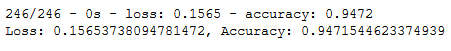 246/246 - 0s - loss: 0.1565 - accuracy: 0.9472
Loss: 0.15653738094781472, Accuracy: 0.9471544623374939